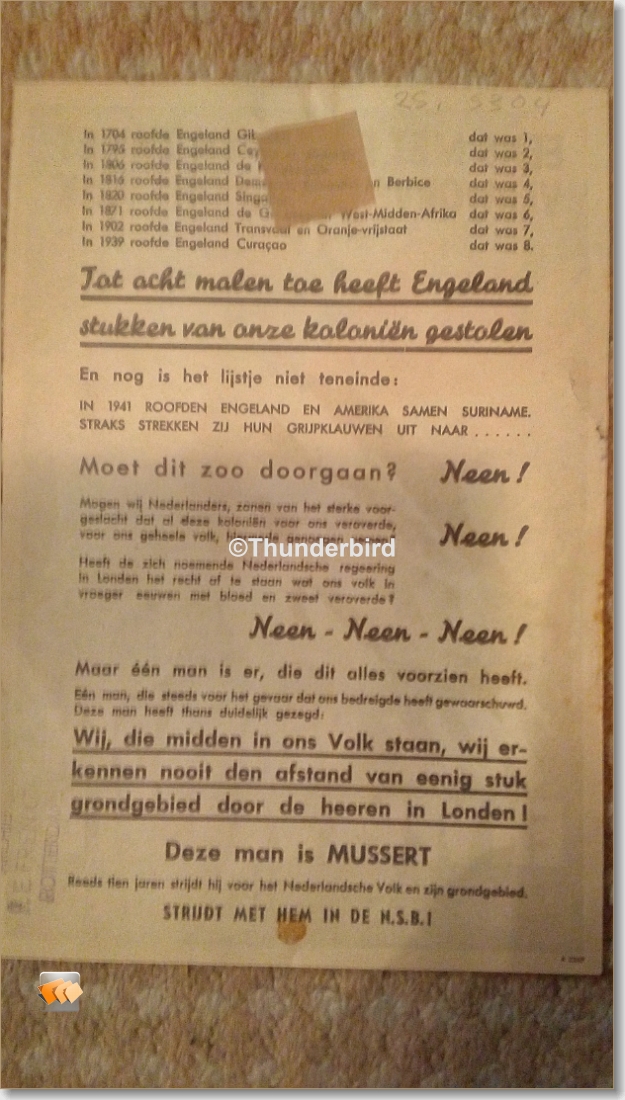 25. 5304
In 1704 roofde Engeland Gib dat was 1,
In 1795 roofde Engeland Cey dat was 2,
In 1806 roofde Engeland de dat was 3,
In 1816 roofde Engeland Dem n Berbice dat was 4,
In 1820 roofde Engeland Singa dat was 5,
In 1871 roofde Engeland de G West-Midden-Afrika dat was 6,
In 1902 roofde Engeland Transvaal en Oranje-vrijstaat dat was 7,
In 1939 roofde Engeland Curaçao dat was 8.
Tot acht malen toe heeft Engeland
stukken van onze koloniën gestolen
En nog is het lijstje niet teneinde:
IN 1941 ROOFDEN ENGELAND EN AMERIKA SAMEN SURINAME.
STRAKS STREKKEN ZIJ HUN GRIJPKLAUWEN UIT NAAR ......
Moet dit zoo doorgaan? Neen!
Mogen wij Nederlanders, zonen van het sterke voor-
geslacht dat al deze koloniën voor ons veroverde,
voor ons geheele volk, Neen!
©Thunderbird
Heeft de zich noemende Nederlandsche regeering
in Londen het recht af te staan wat ons volk in
vroeger eeuwen met bloed en zweet veroverde?
Neen - Neen - Neen!
Maar één man is er, die dit alles voorzien heeft.
Eén man, die steeds voor het gevaar dat ons bedreigde heeft gewaarschuwd.
Deze man heeft thans duidelijk gezegd:
Wij, die midden in ons Volk staan, wij er-
kennen nooit den afstand van eenig stuk
grondgebied door de heeren in Londen!
Deze man is MUSSERT
Reeds tien jaren strijdt hij voor het Nederlandsche Volk en zijn grondgebied.
STRIJDT MET HEM IN DE N.S.B.!